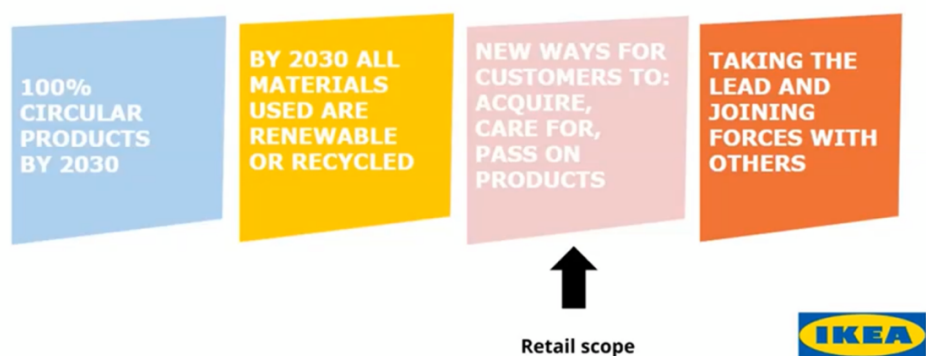 100%
CIRCULAR
PRODUCTS
BY 2030
BY 2030 ALL
MATERIALS
USED ARE
RENEWABLE
OR RECYCLED
NEW WAYS FOR
CUSTOMERS TO:
ACQUIRE,
CARE FOR,
PASS ON
PRODUCTS
TAKING THE
LEAD AND
JOINING
FORCES WITH
OTHERS
Retail scope
IKEA